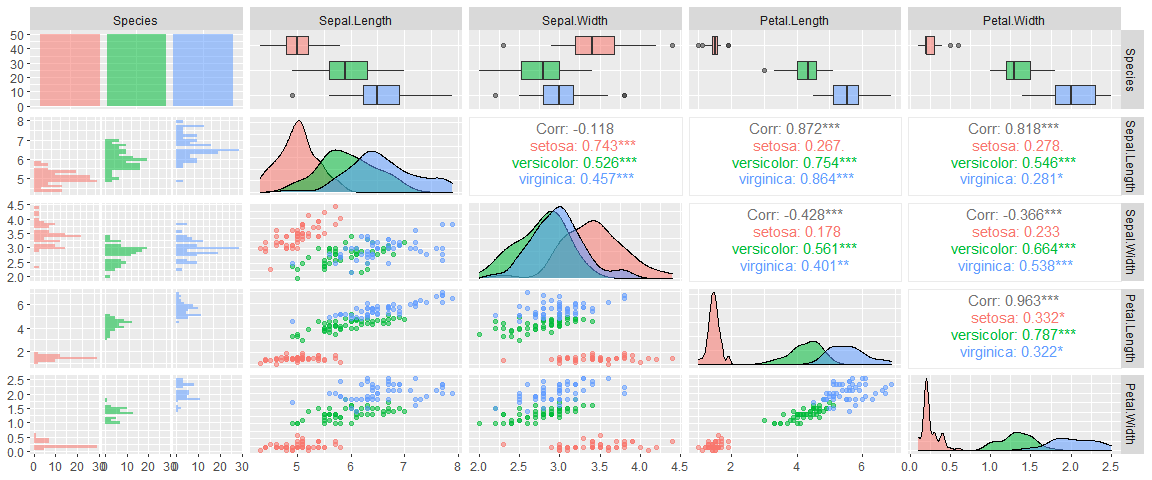 Species
Sepal.Length
Sepal.Width
Petal.Length
Petal.Width
50
40
30
20
10
0
Species
8
7
6
5
Corr: -0.118
setosa: 0.743***
versicolor: 0.526***
virginica: 0.457***
Corr: 0.872***
setosa: 0.267.
versicolor: 0.754***
virginica: 0.864***
Corr: 0.818***
setosa: 0.278.
versicolor: 0.546***
virginica: 0.281*
Sepal.Length
4.5
4.0
3.5
3.0
2.5
2.0
Corr: -0.428***
setosa: 0.178
versicolor: 0.561***
virginica: 0.401**
Corr: -0.366***
setosa: 0.233
versicolor: 0.664***
virginica: 0.538***
Sepal.Width
6
4
2
Corr: 0.963***
setosa: 0.332*
versicolor: 0.787***
virginica: 0.322*
Petal.Length
2.5
2.0
1.5
1.0
0.5
0.0
Petal.Width
0 10 20 30 0 10 20 30 0 10 20 30
5 6 7 8
2.0 2.5 3.0 3.5 4.0 4.5
2 4 6
0.0 0.5 1.0 1.5 2.0 2.5